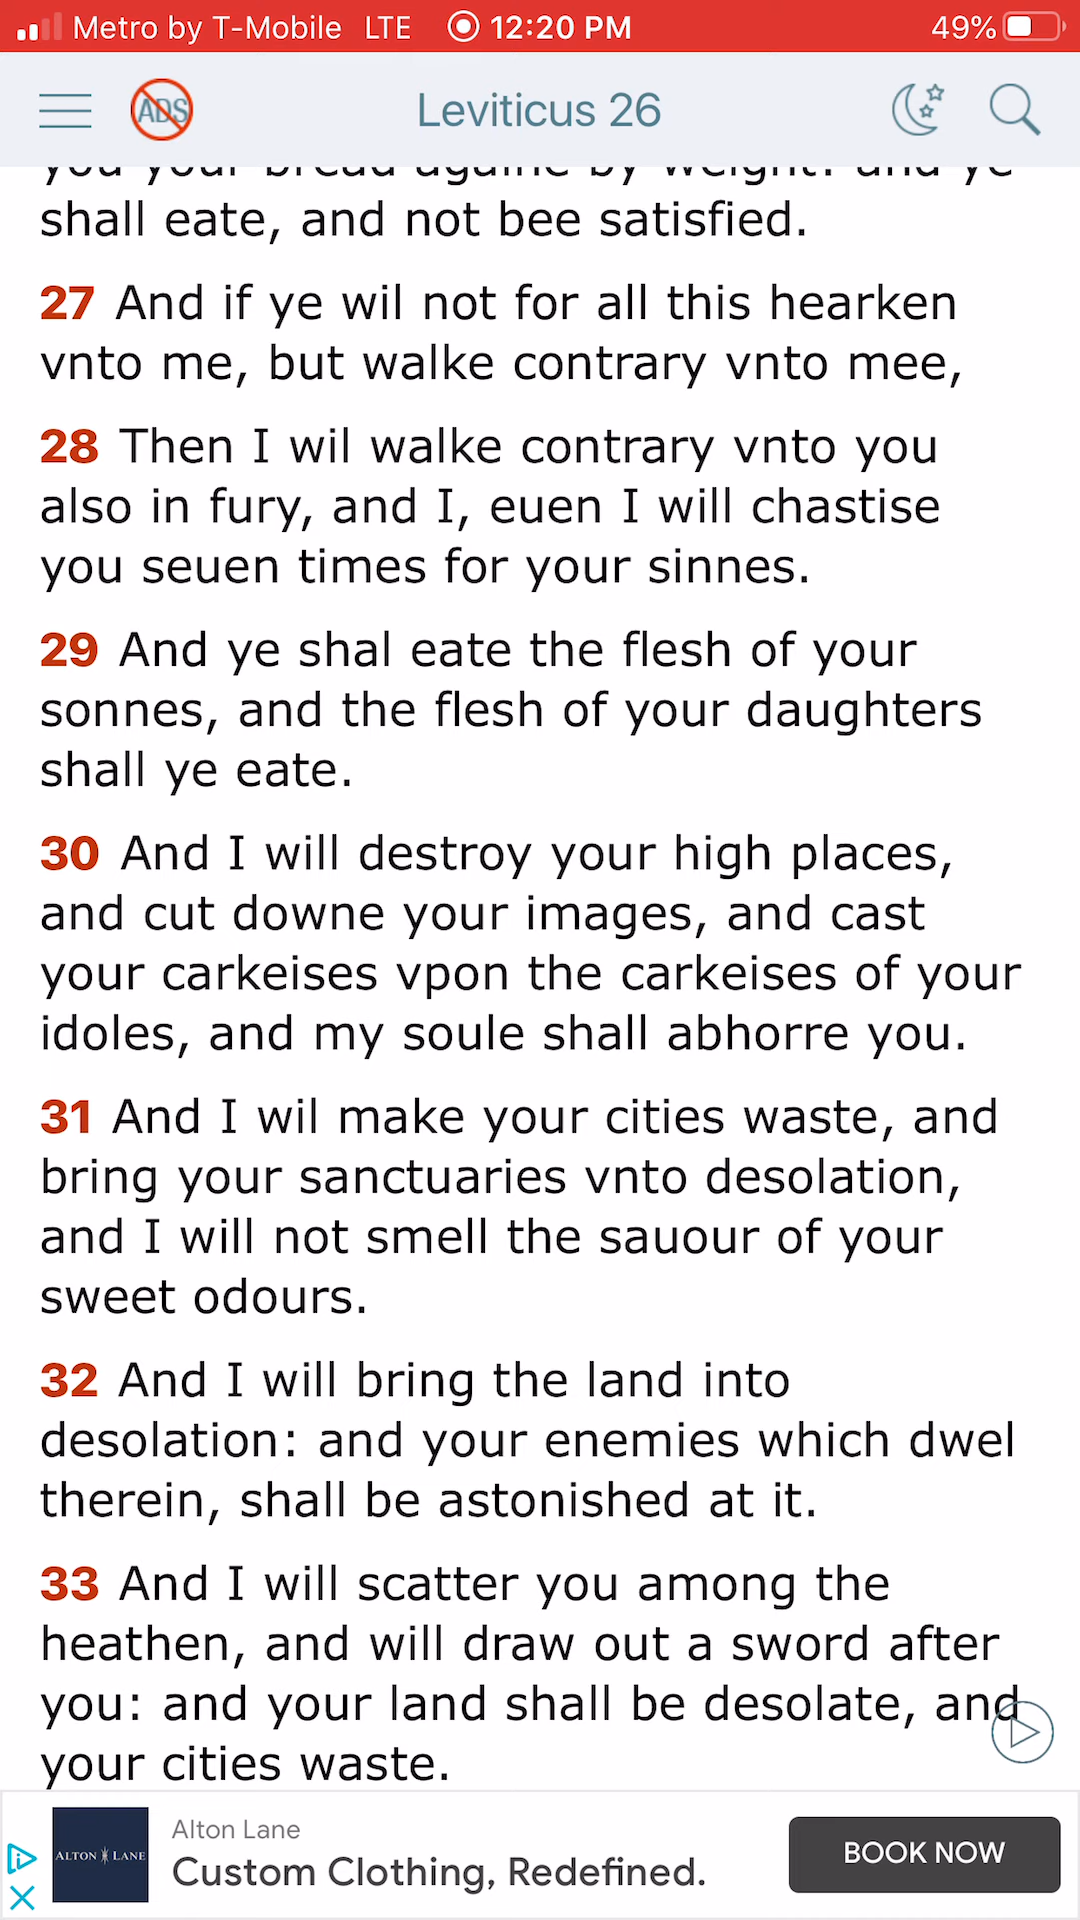 Metro by T-Mobile LTE 12:20 PM 49%
ADS Leviticus 26
you your bread againe by weight: and ye
shall eate, and not bee satisfied.
27 And if ye wil not for all this hearken
vnto me, but walke contrary vnto mee,
28 Then I wil walke contrary vnto you
also in fury, and I, euen I will chastise
you seuen times for your sinnes.
29 And ye shal eate the flesh of your
sonnes, and the flesh of your daughters
shall ye eate.
30 And I will destroy your high places,
and cut downe your images, and cast
your carkeises vpon the carkeises of your
idoles, and my soule shall abhorre you.
31 And I wil make your cities waste, and
bring your sanctuaries vnto desolation,
and I will not smell the sauour of your
sweet odours.
32 And I will bring the land into
desolation: and your enemies which dwel
therein, shall be astonished at it.
33 And I will scatter you among the
heathen, and will draw out a sword after
you: and your land shall be desolate, and
your cities waste.
Alton Lane
ALTON LANE
Custom Clothing, Redefined.
BOOK NOW